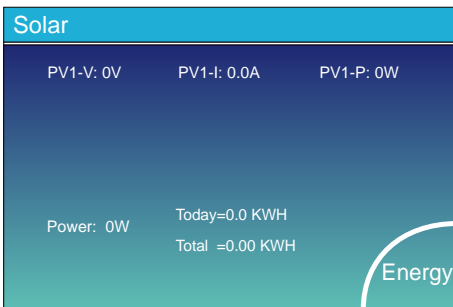 Solar
PV1-V: 0V PV1-I: 0.0A PV1-P: 0W
Today=0.0 KWH
Power: 0W
Total =0.00 KWH
Energy